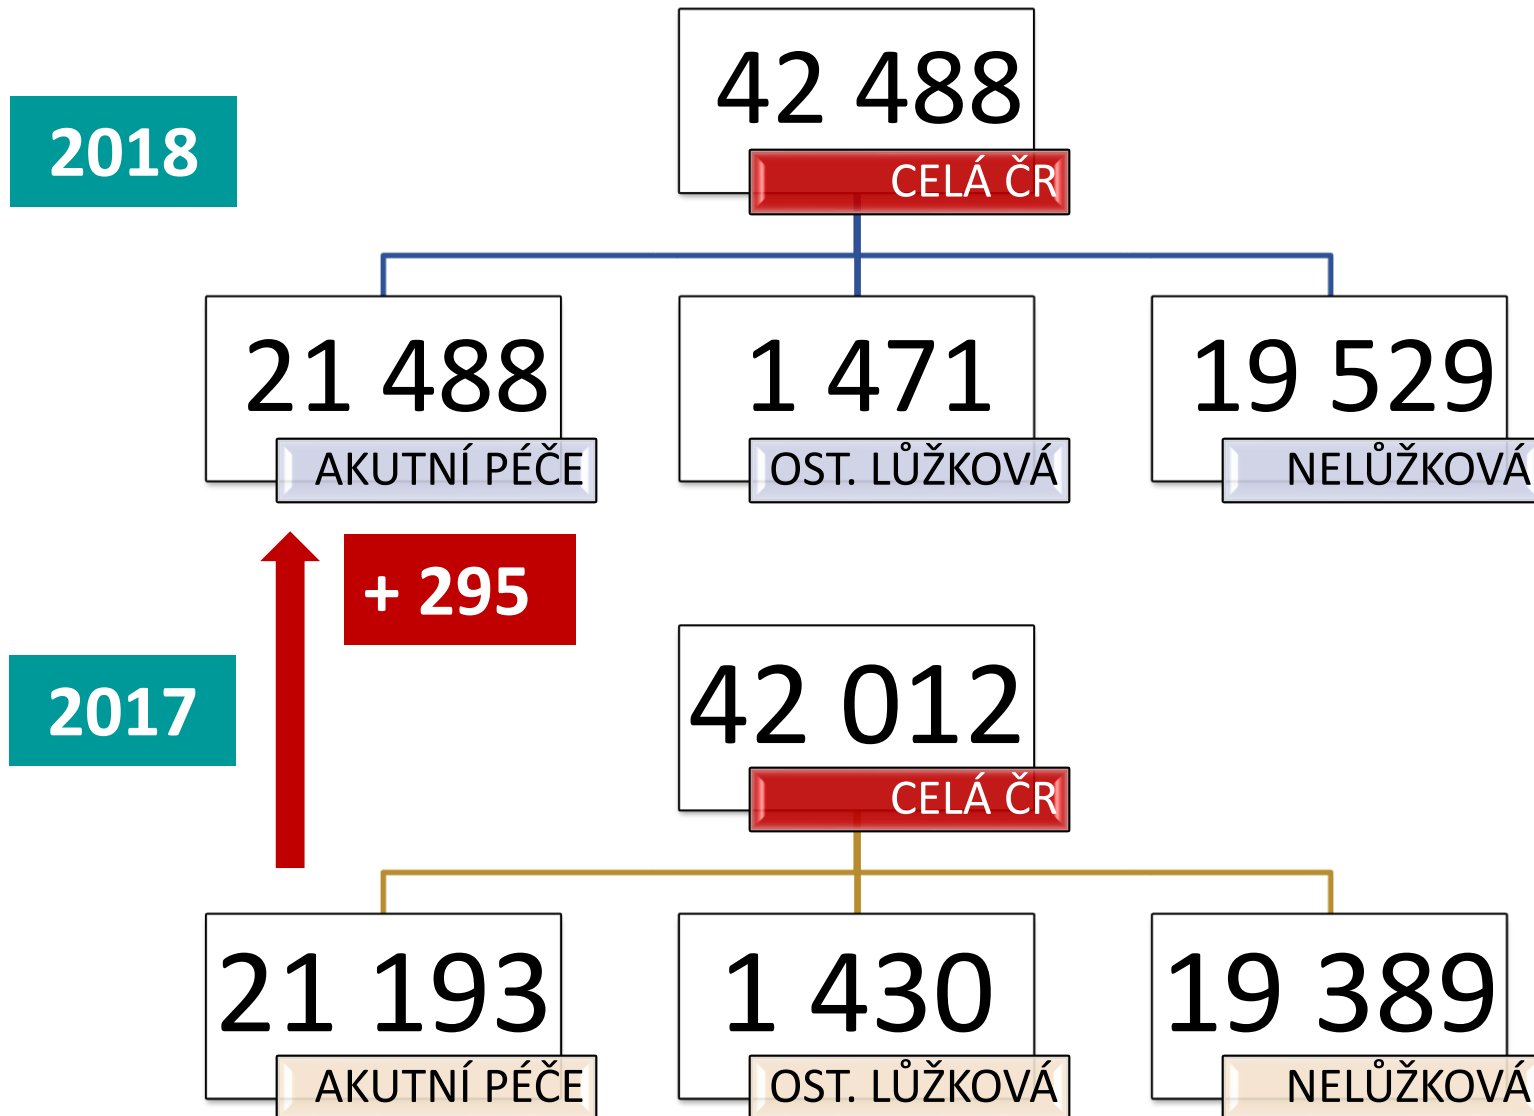 2018
42 488
CELÁ ČR
21 488
AKUTNÍ PÉČE
1 471
OST. LŮŽKOVÁ
19 529
NELŮŽKOVÁ
+ 295
2017
42 012
CELÁ ČR
21 193
AKUTNÍ PÉČE
1 430
OST. LŮŽKOVÁ
19 389
NELŮŽKOVÁ